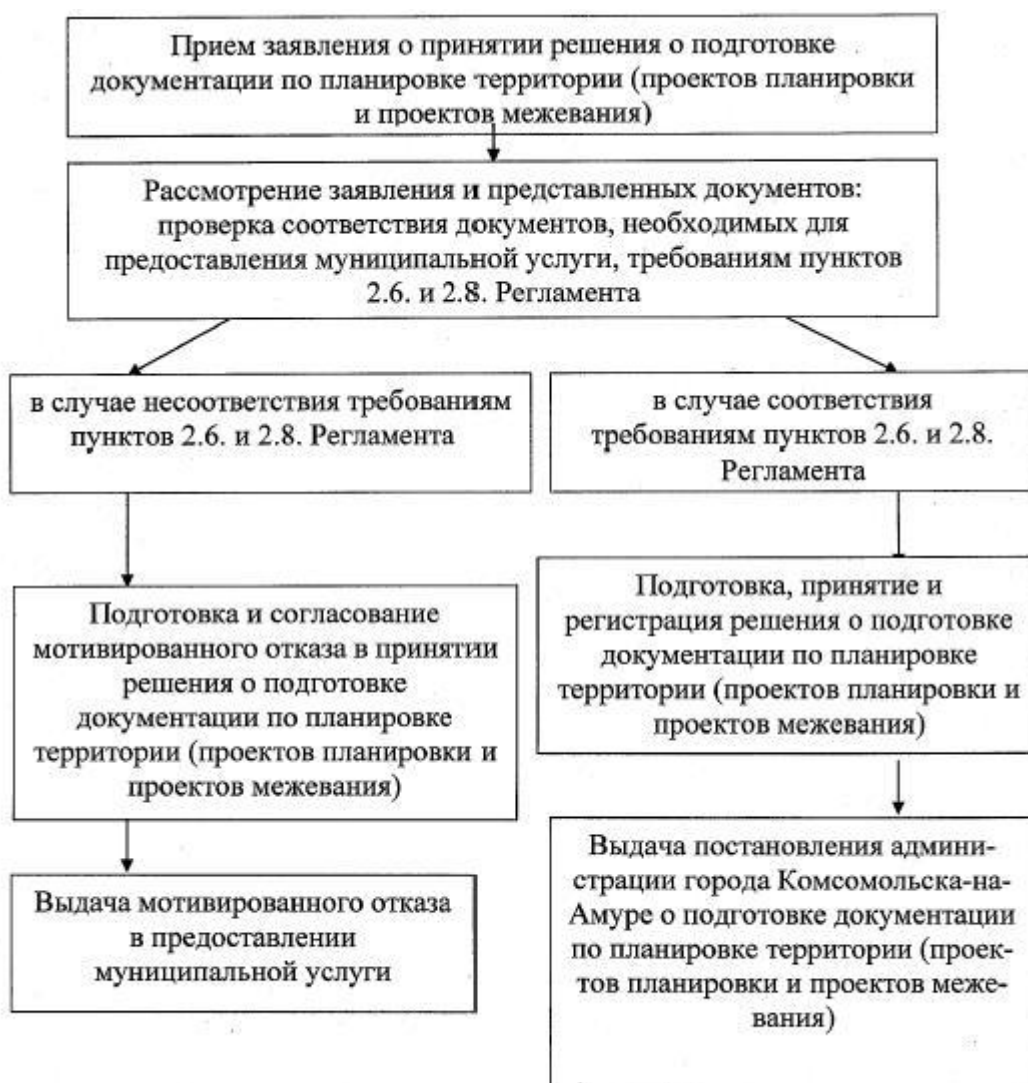 Прием заявления о принятии решения о подготовке
документации по планировке территории (проектов планировки
и проектов межевания)
Рассмотрение заявления и представленных документов:
проверка соответствия документов, необходимых для
предоставления муниципальной услуги, требованиям пунктов
2.6. и 2.8. Регламента
в случае несоответствия требованиям
пунктов 2.6. и 2.8. Регламента
в случае соответствия
требованиям пунктов 2.6. и 2.8.
Регламента
Подготовка и согласование
мотивированного отказа в принятии
решения о подготовке
документации по планировке
территории (проектов планировки и
проектов межевания)
Подготовка, принятие и
регистрация решения о подготовке
документации по планировке
территории (проектов планировки и
проектов межевания)
Выдача мотивированного отказа
в предоставлении
муниципальной услуги
Выдача постановления админи-
страции города Комсомольска-на-
Амуре о подготовке документации
по планировке территории (проек-
тов планировки и проектов меже-
вания)